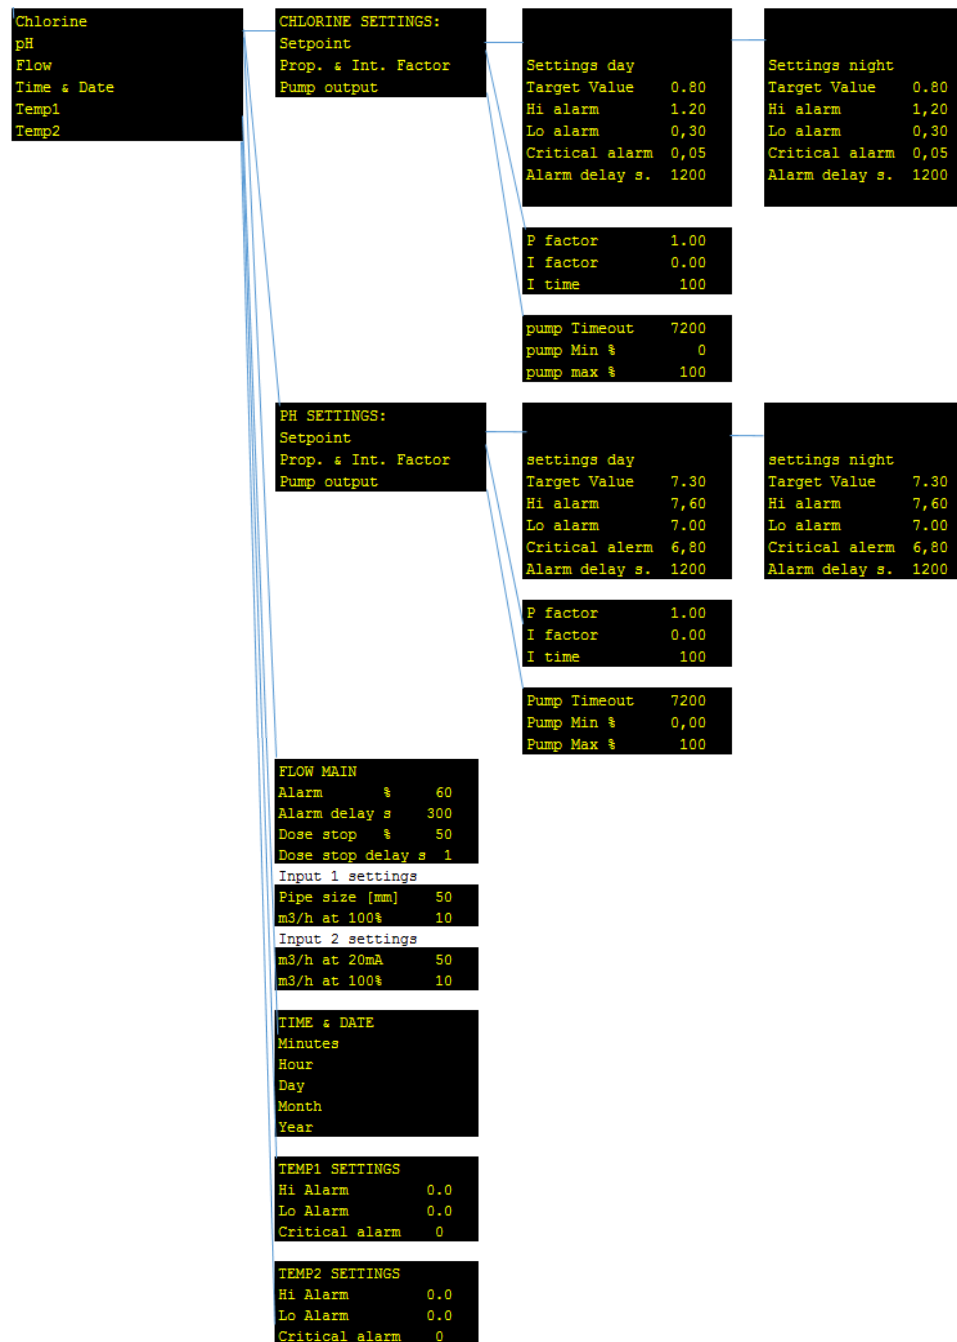 Chlorine
pH
Flow
Time & Date
Temp1
Temp2
CHLORINE SETTINGS:
Setpoint
Prop. & Int. Factor
Pump output
Settings day
Target Value 0.80
Hi alarm 1.20
Lo alarm 0,30
Critical alarm 0,05
Alarm delay s. 1200
Settings night
Target Value 0.80
Hi alarm 1,20
Lo alarm 0,30
Critical alarm 0,05
Alarm delay s. 1200
P factor 1.00
I factor 0.00
I time 100
pump Timeout 7200
pump Min % 0
pump max % 100
PH SETTINGS:
Setpoint
Prop. & Int. Factor
Pump output
settings day
Target Value 7.30
Hi alarm 7,60
Lo alarm 7.00
Critical alerm 6,80
Alarm delay s. 1200
settings night
Target Value 7.30
Hi alarm 7,60
Lo alarm 7.00
Critical alerm 6,80
Alarm delay s. 1200
P factor 1.00
I factor 0.00
I time 100
Pump Timeout 7200
Pump Min % 0,00
Pump Max % 100
FLOW MAIN
Alarm % 60
Alarm delay s 300
Dose stop % 50
Dose stop delay s 1
Input 1 settings
Pipe size [mm] 50
m3/h at 100% 10
Input 2 settings
m3/h at 20mA 50
m3/h at 100% 10
TIME & DATE
Minutes
Hour
Day
Month
Year
TEMP1 SETTINGS
Hi Alarm 0.0
Lo Alarm 0.0
Critical alarm 0
TEMP2 SETTINGS
Hi Alarm 0.0
Lo Alarm 0.0
Critical alarm 0